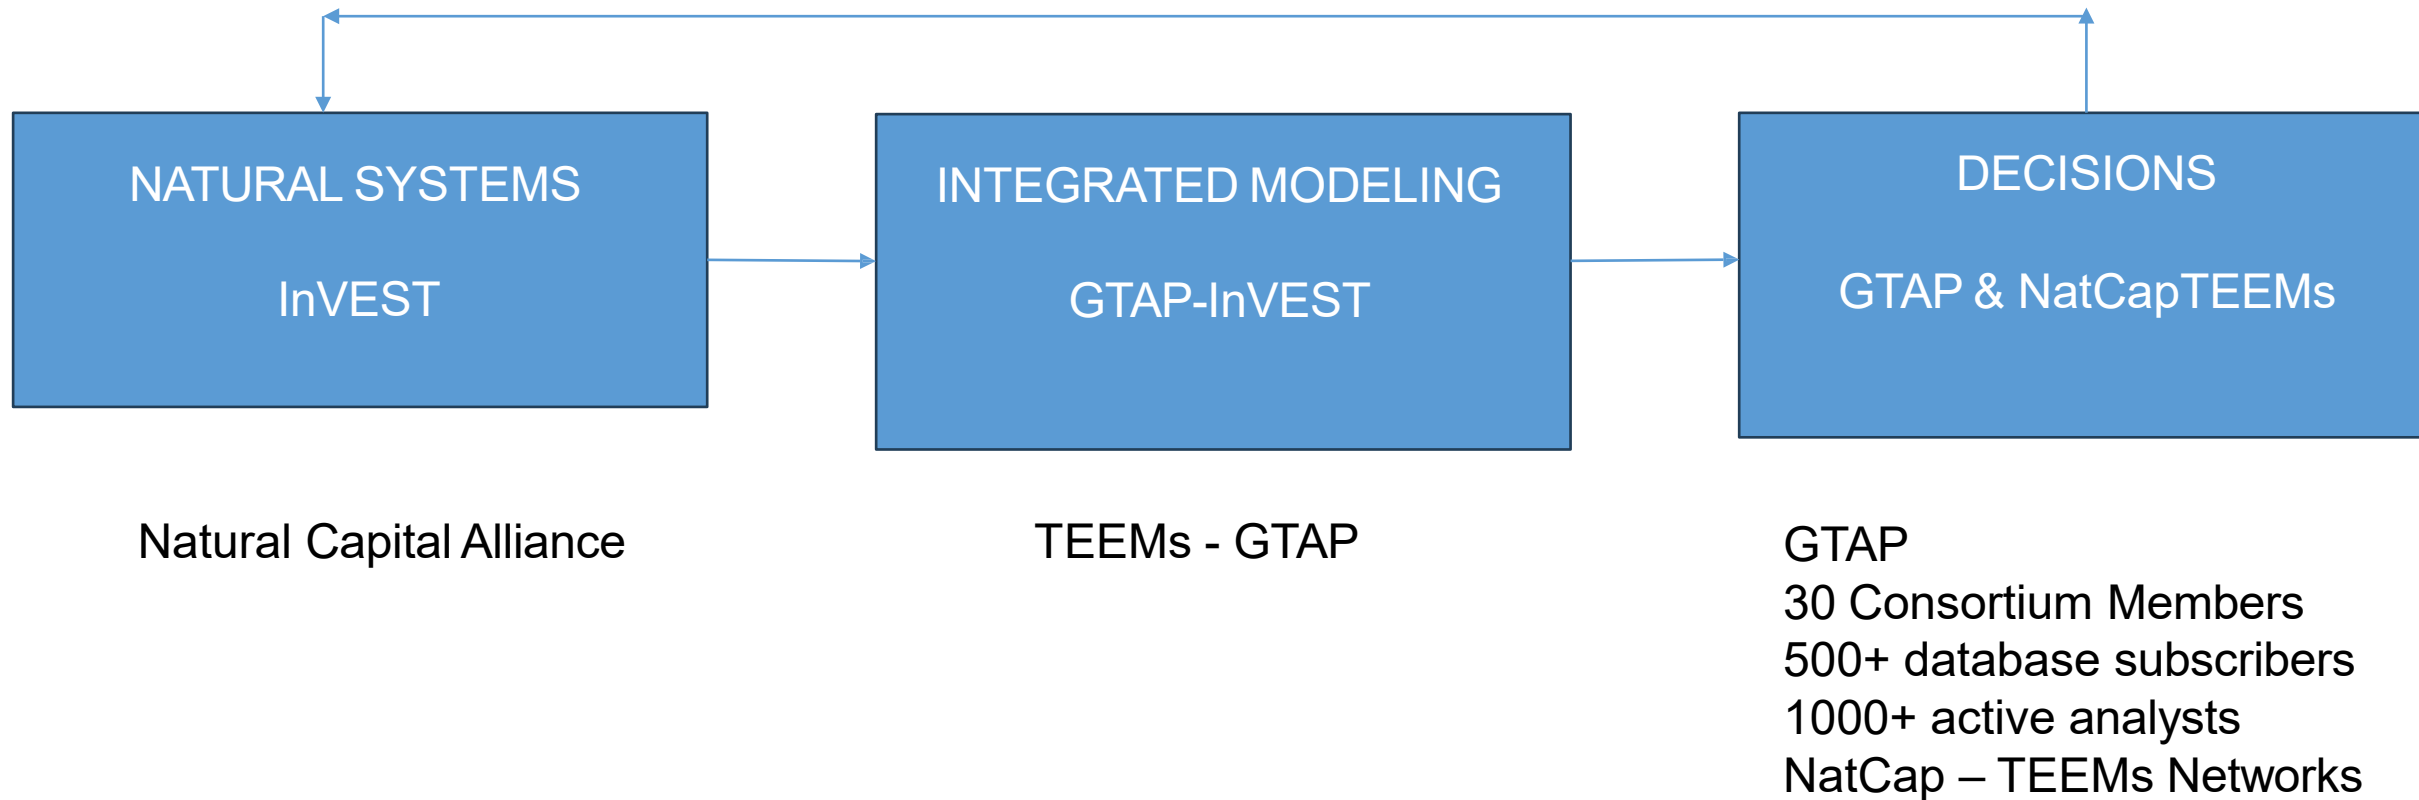 NATURAL SYSTEMS
InVEST
INTEGRATED MODELING
GTAP-InVEST
DECISIONS
GTAP & NatCapTEEMs
Natural Capital Alliance
TEEMs - GTAP
GTAP
30 Consortium Members
500+ database subscribers
1000+ active analysts
NatCap – TEEMs Networks